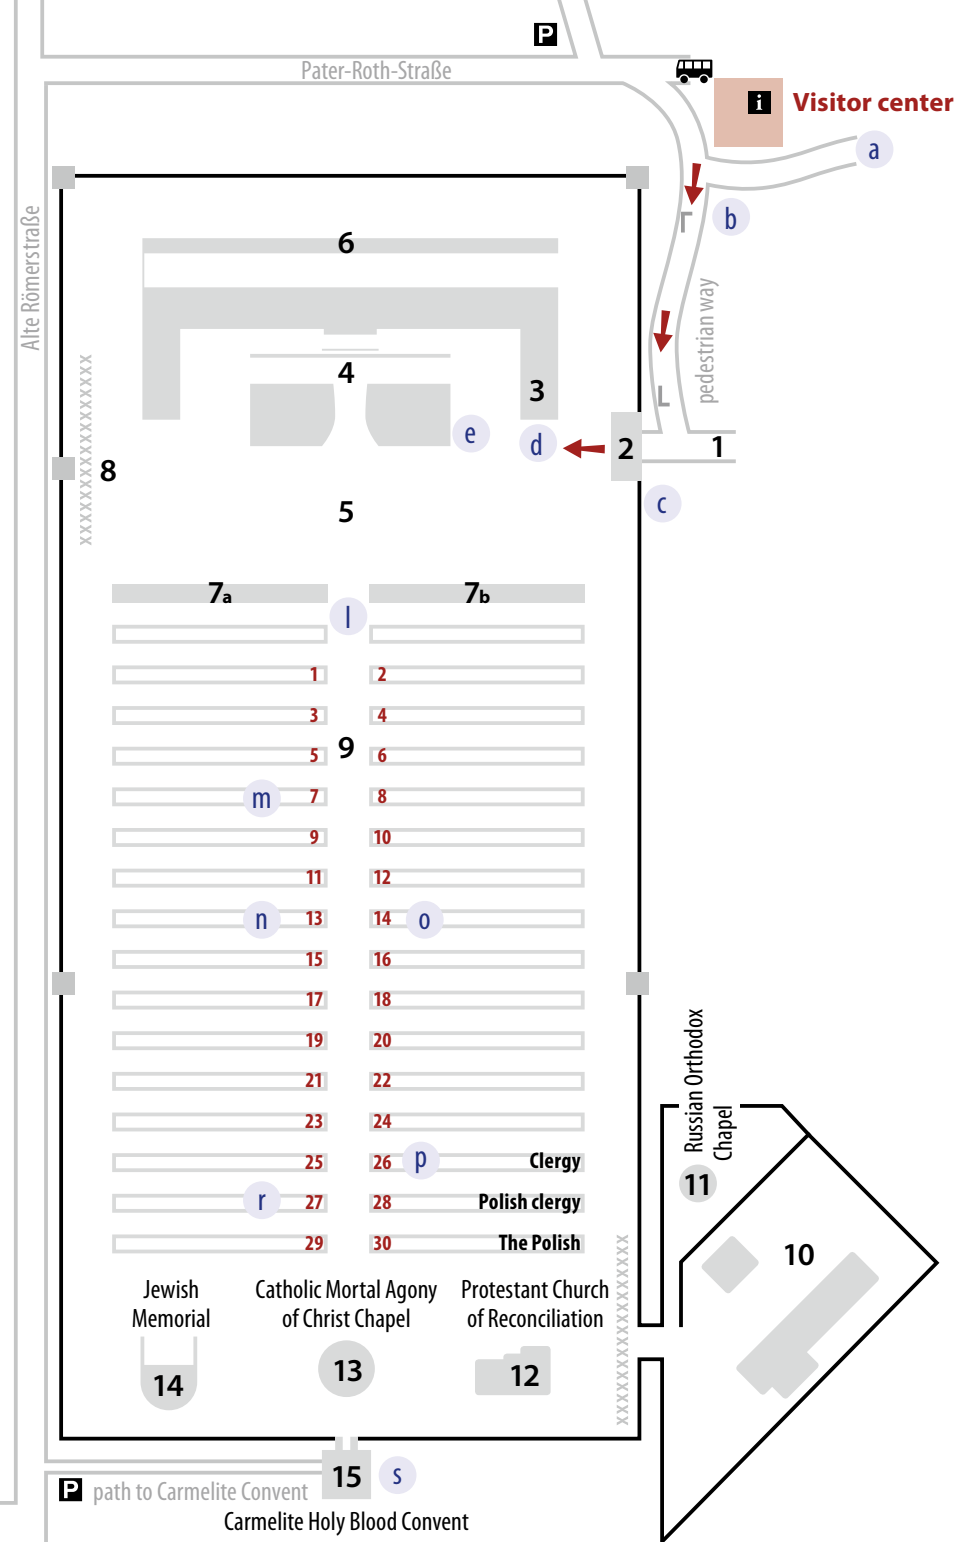 P
Pater-Roth-Straße
i
Visitor center
a
b
Alte Römerstraße
pedestrian way
6
4
3
e
d
2
1
8
xxxxxxxxxxxxxxxx
5
c
7a
7b
l
1 2
3 4
9
5 6
m 7 8
9 10
11 12
n 13 14 o
15 16
17 18
19 20
21 22
23 24
25 26 p Clergy
r 27 28 Polish clergy
29 30 The Polish
Russian Orthodox
Chapel
11
10
Jewish
Memorial
14
Catholic Mortal Agony
of Christ Chapel
13
Protestant Church
of Reconciliation
12
xxxxxxxxxxxxxxxx
15
s
P path to Carmelite Convent
Carmelite Holy Blood Convent